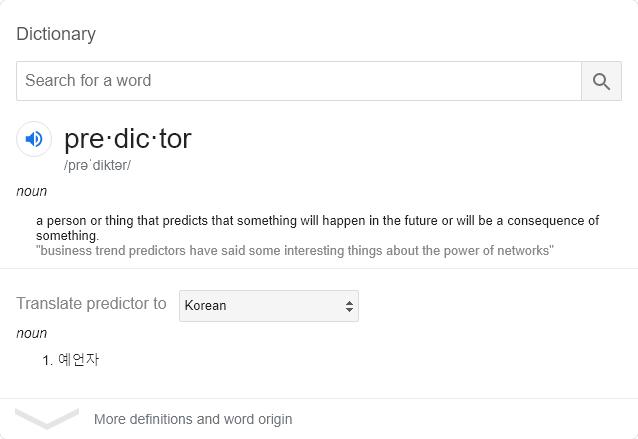 Dictionary
Search for a word
pre·dic·tor
/prəˈdiktər/
noun
a person or thing that predicts that something will happen in the future or will be a consequence of
something.
"business trend predictors have said some interesting things about the power of networks"
Translate predictor to Korean
noun
1. 예언자
More definitions and word origin